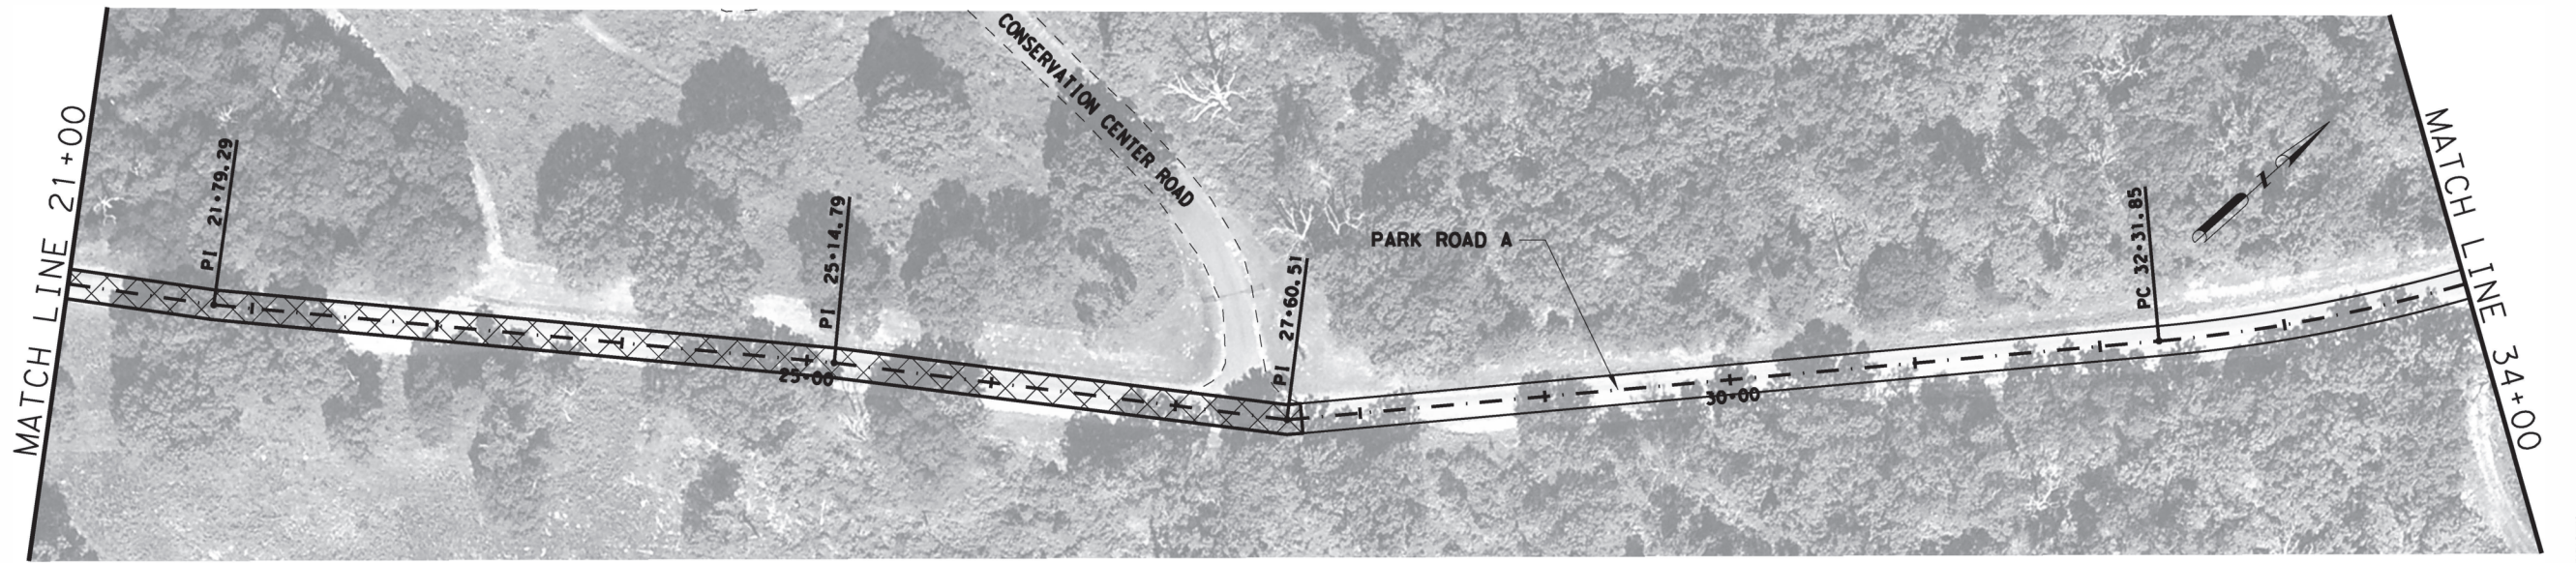 MATCH LINE 21+00
PI 21+79.29
PI 25+14.79
25+00
CONSERVATION CENTER ROAD
PI 27+60.51
PARK ROAD A
30+00
PC 32+31.85
N
MATCH LINE 34+00